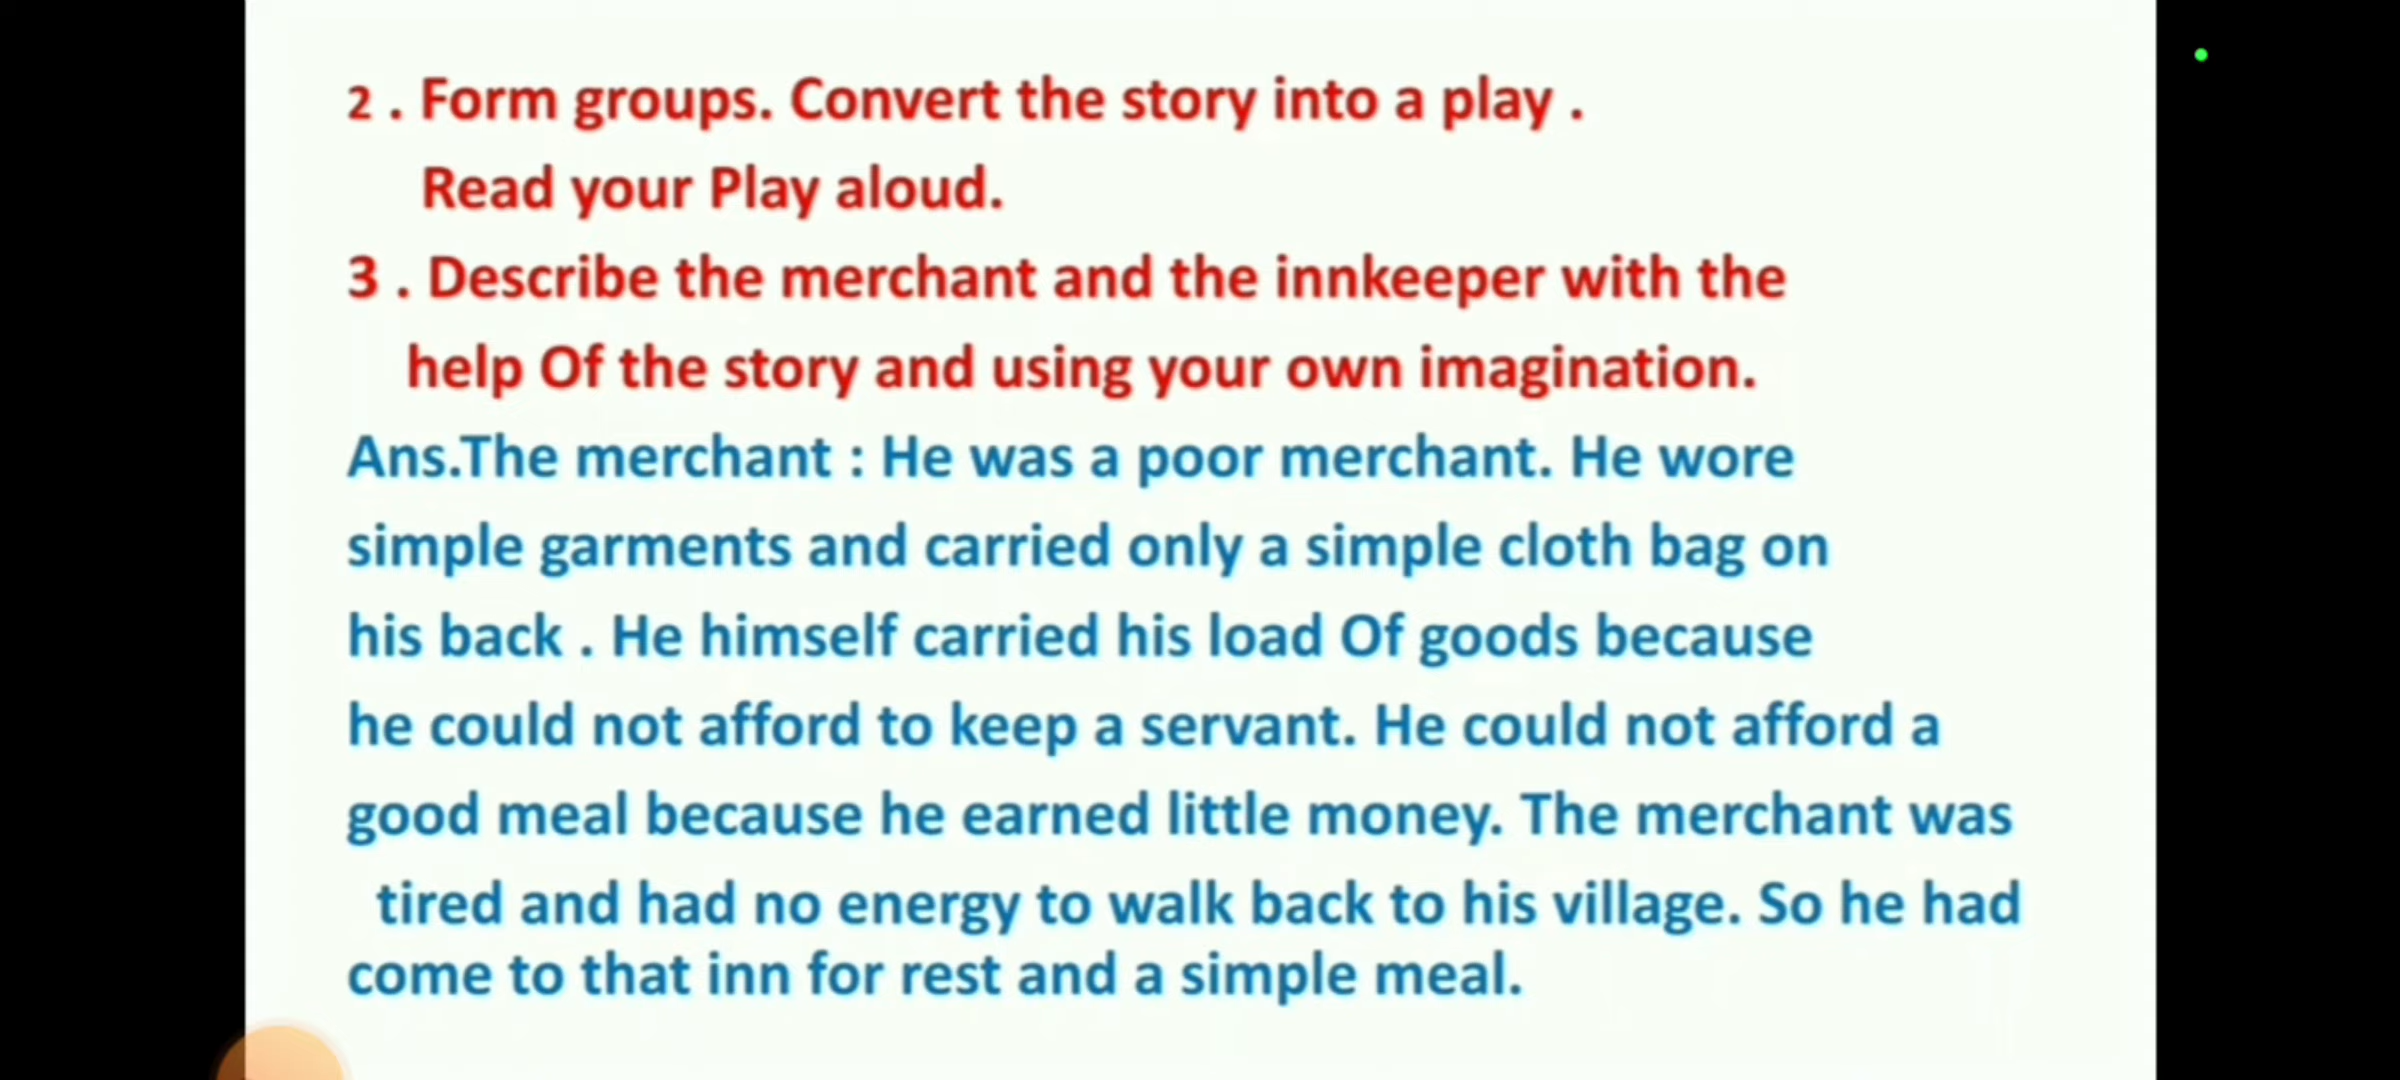 2 . Form groups. Convert the story into a play .
Read your Play aloud.
3 . Describe the merchant and the innkeeper with the
help Of the story and using your own imagination.
Ans.The merchant : He was a poor merchant. He wore
simple garments and carried only a simple cloth bag on
his back . He himself carried his load Of goods because
he could not afford to keep a servant. He could not afford a
good meal because he earned little money. The merchant was
tired and had no energy to walk back to his village. So he had
come to that inn for rest and a simple meal.